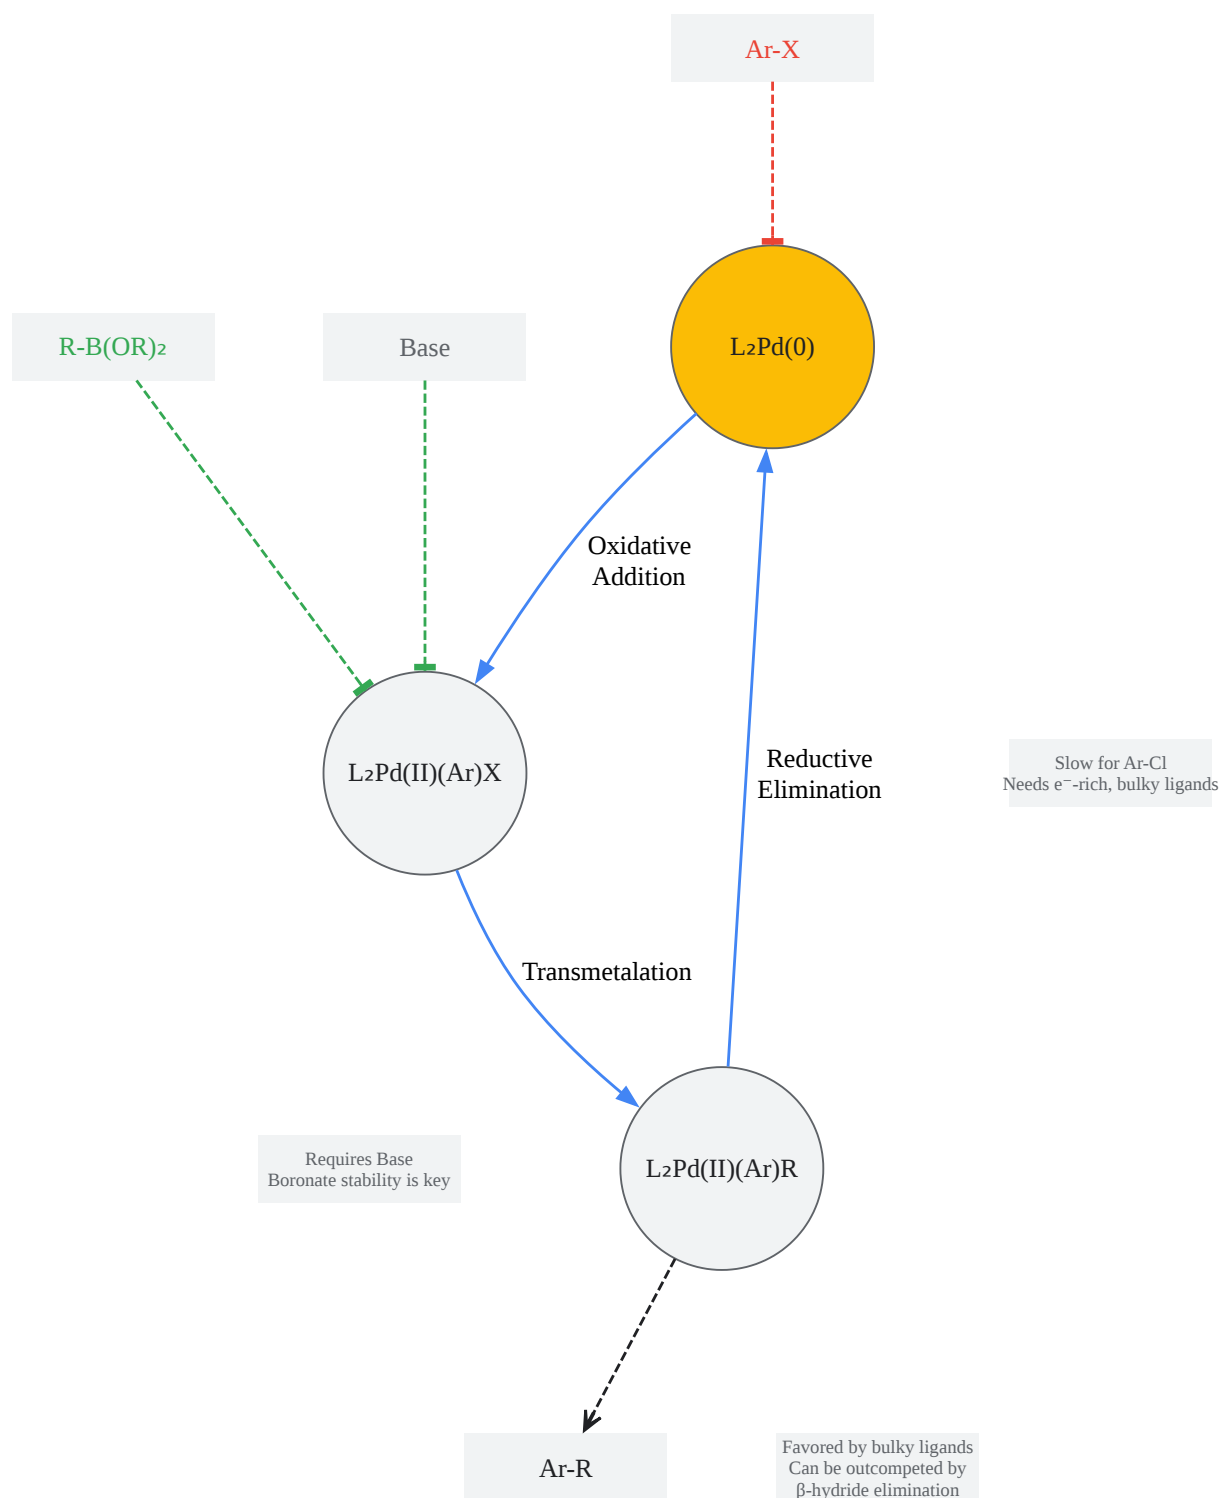 Ar-X
R-B(OR)₂
Base
L₂Pd(0)
Oxidative
Addition
L₂Pd(II)(Ar)X
Reductive
Elimination
Slow for Ar-Cl
Needs e⁻-rich, bulky ligands
Transmetalation
Requires Base
Boronate stability is key
L₂Pd(II)(Ar)R
Ar-R
Favored by bulky ligands
Can be outcompeted by
β-hydride elimination